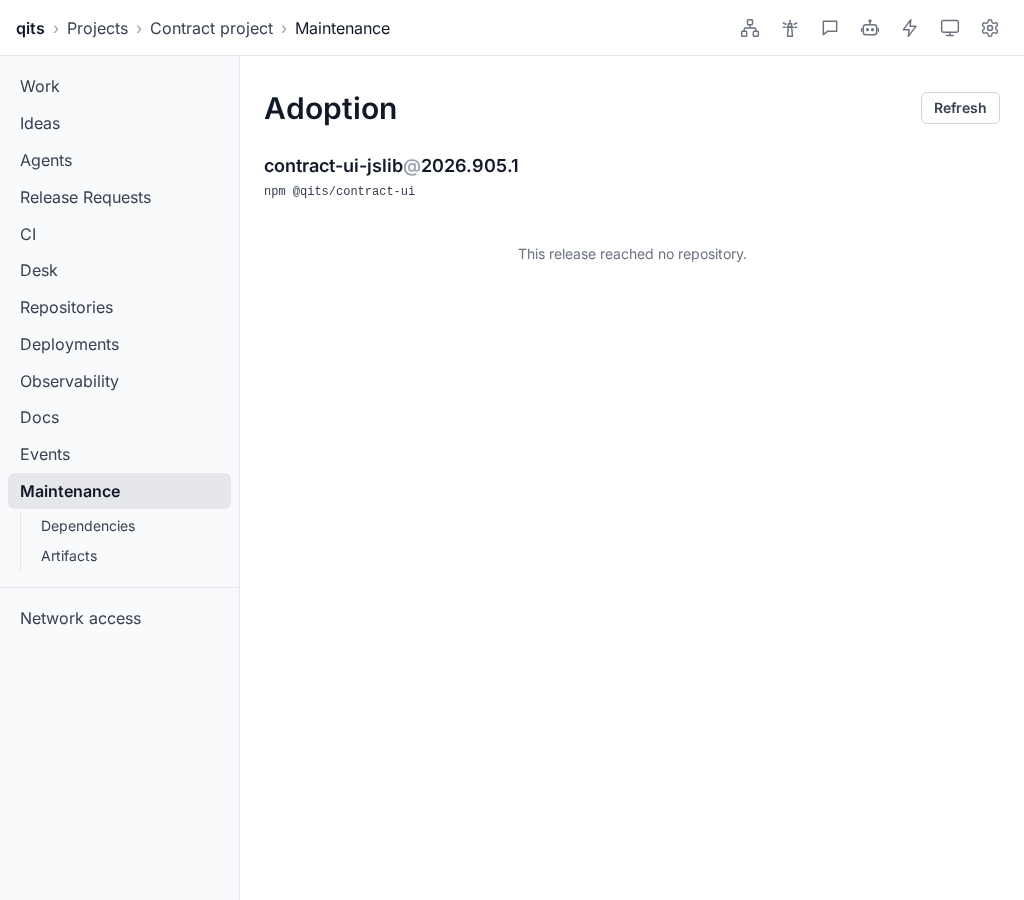 qits › Projects › Contract project › Maintenance
Work
Ideas
Agents
Release Requests
CI
Desk
Repositories
Deployments
Observability
Docs
Events
Maintenance
Dependencies
Artifacts
Network access
Adoption
Refresh
contract-ui-jslib@2026.905.1
npm @qits/contract-ui
This release reached no repository.